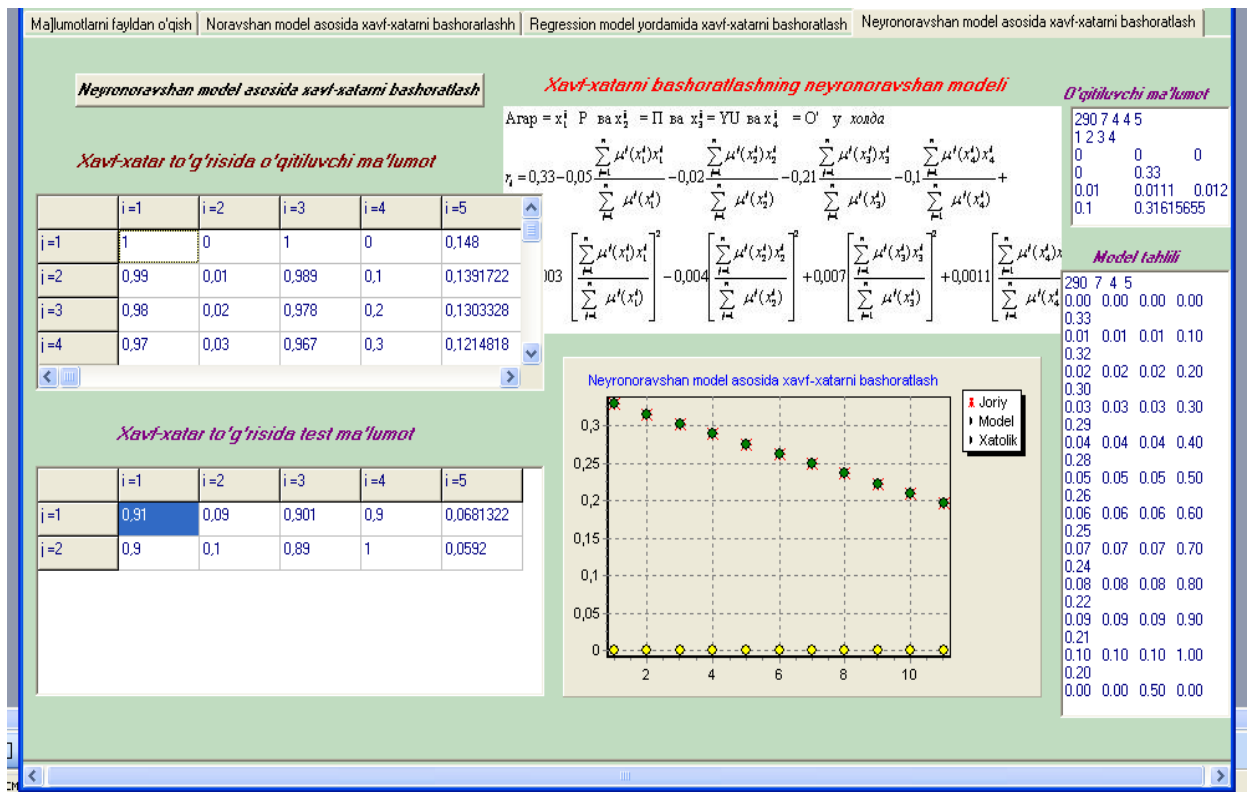 Ma]lumotlarni fayldan o'qish
Noravshan model asosida xavf-xatarni bashorarlashh
Regression model yordamida xavf-xatarni bashoratlash
Neyronoravshan model asosida xavf-xatarni bashoratlash
Neyronoravshan model asosida xavf-xatarni bashoratlash
Xavf-xatar to'g'risida o'qitiluvchi ma'lumot
i =1 i =2 i =3 i =4 i =5
j =1 1 0 1 0 0,148
j =2 0,99 0,01 0,989 0,1 0,1391722
j =3 0,98 0,02 0,978 0,2 0,1303328
j =4 0,97 0,03 0,967 0,3 0,1214818
Xavf-xatar to'g'risida test ma'lumot
i =1 i =2 i =3 i =4 i =5
j =1 0,91 0,09 0,901 0,9 0,0681322
j =2 0,9 0,1 0,89 1 0,0592
Xavf-xatarni bashoratlashning neyronoravshan modeli
Агар = x₁ʲ Р ва x₂ʲ = П ва x₃ʲ = YU ва x₄ʲ = O' у холда
Neyronoravshan model asosida xavf-xatarni bashoratlash
Joriy
Model
Xatolik
0,3
0,25
0,2
0,15
0,1
0,05
0
2 4 6 8 10
O'qitiluvchi ma'lumot
290 7 4 4 5
1 2 3 4
0 0 0
0 0.33
0.01 0.0111 0.012
0.1 0.31615655
Model tahlili
290 7 4 5
0.00 0.00 0.00 0.00
0.33
0.01 0.01 0.01 0.10
0.32
0.02 0.02 0.02 0.20
0.30
0.03 0.03 0.03 0.30
0.29
0.04 0.04 0.04 0.40
0.28
0.05 0.05 0.05 0.50
0.26
0.06 0.06 0.06 0.60
0.25
0.07 0.07 0.07 0.70
0.24
0.08 0.08 0.08 0.80
0.22
0.09 0.09 0.09 0.90
0.21
0.10 0.10 0.10 1.00
0.20
0.00 0.00 0.50 0.00